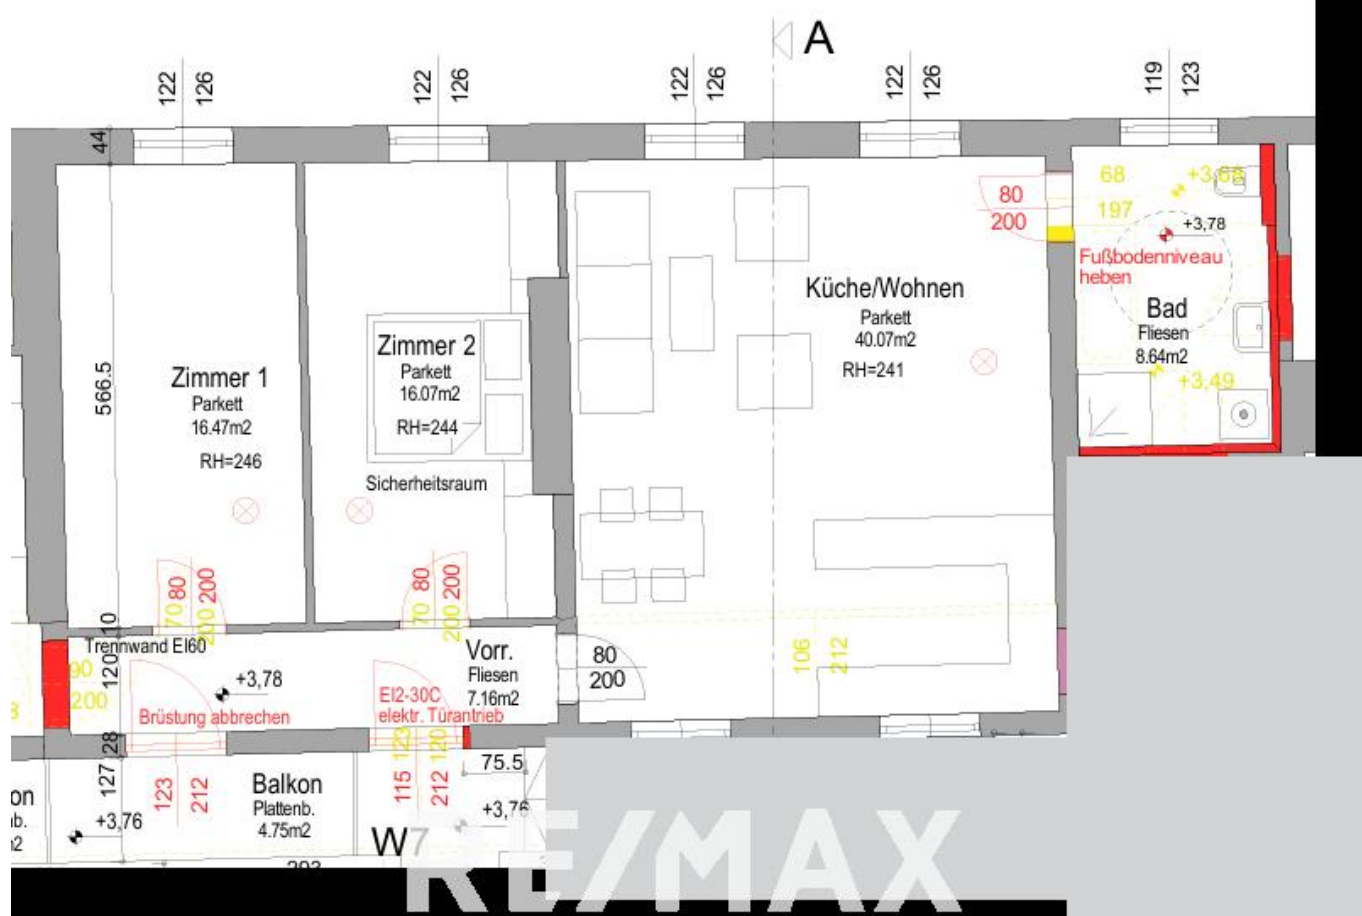 A
122
126
122
126
122
126
122
126
119
123
44
566.5
Zimmer 1
Parkett
16.47m2
RH=246
70
80
200
200
Zimmer 2
Parkett
16.07m2
RH=244
Sicherheitsraum
70
80
200
200
Küche/Wohnen
Parkett
40.07m2
RH=241
80
200
68
197
+3,68
+3,78
Fußbodenniveau
heben
Bad
Fliesen
8.64m2
+3,49
10
Trennwand EI60
120
90
200
+3,78
Brüstung abbrechen
Vorr.
Fliesen
7.16m2
EI2-30C
elektr. Türantrieb
80
200
106
212
28
127
123
212
123
120
115
212
75.5
Balkon
Plattenb.
4.75m2
+3,76
+3,76
W7
on
RE/MAX